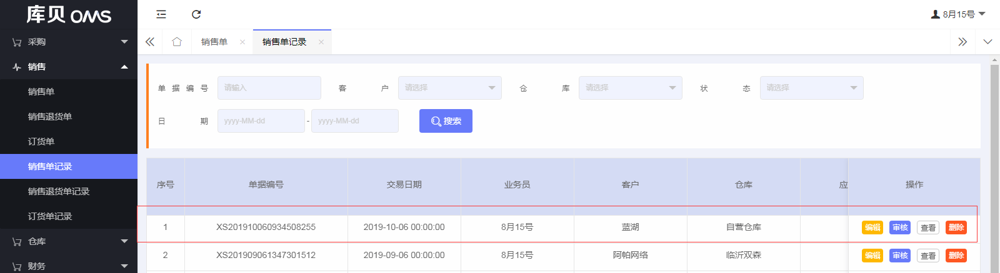 库贝 OMS
8月15号
采购
销售单
销售单记录
销售
单据编号
请输入
客户
请选择
仓库
请选择
状态
请选择
销售单
销售退货单
日期
yyyy-MM-dd
-
yyyy-MM-dd
搜索
订货单
销售单记录
序号
单据编号
交易日期
业务员
客户
仓库
应
操作
销售退货单记录
订货单记录
1
XS201910060934508255
2019-10-06 00:00:00
8月15号
蓝湖
自营仓库
编辑
审核
查看
删除
仓库
2
XS201909061347301512
2019-09-06 00:00:00
8月15号
阿帕网络
临沂双森
编辑
审核
查看
删除
财务